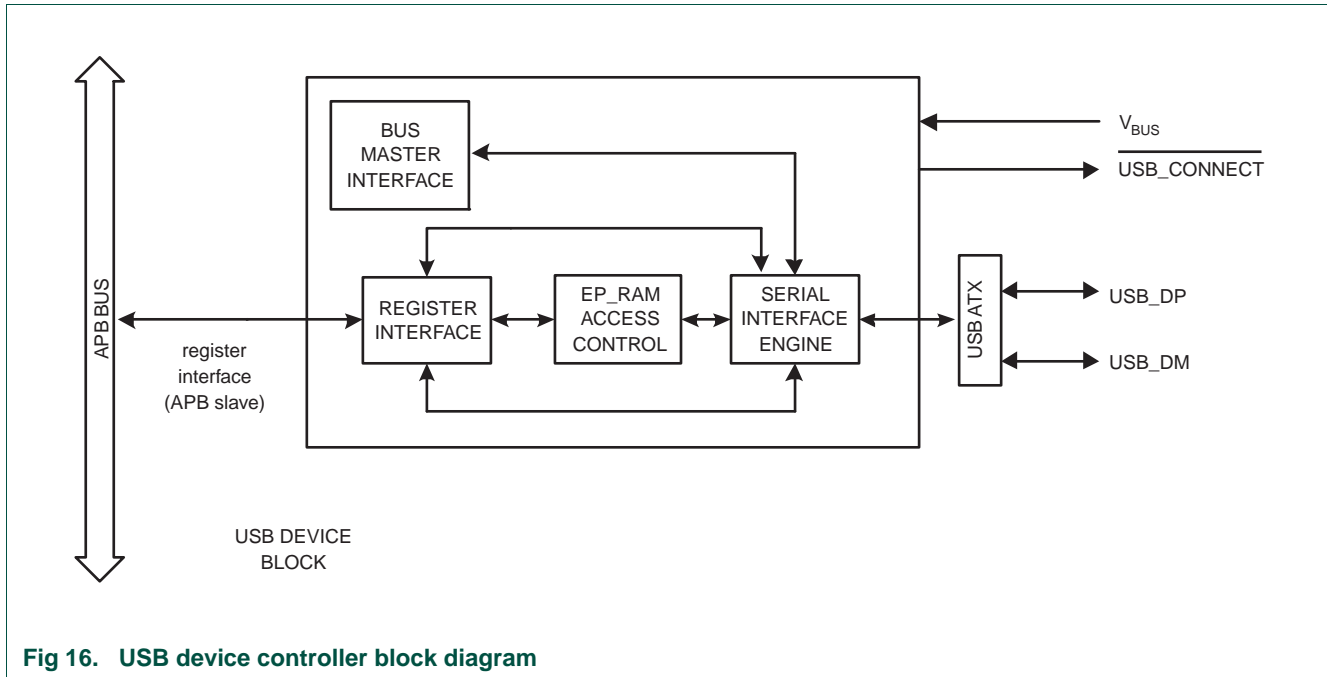 BUS
MASTER
INTERFACE
V_BUS
USB_CONNECT
APB BUS
REGISTER
INTERFACE
EP_RAM
ACCESS
CONTROL
SERIAL
INTERFACE
ENGINE
USB ATX
USB_DP
USB_DM
register
interface
(APB slave)
USB DEVICE
BLOCK
Fig 16. USB device controller block diagram